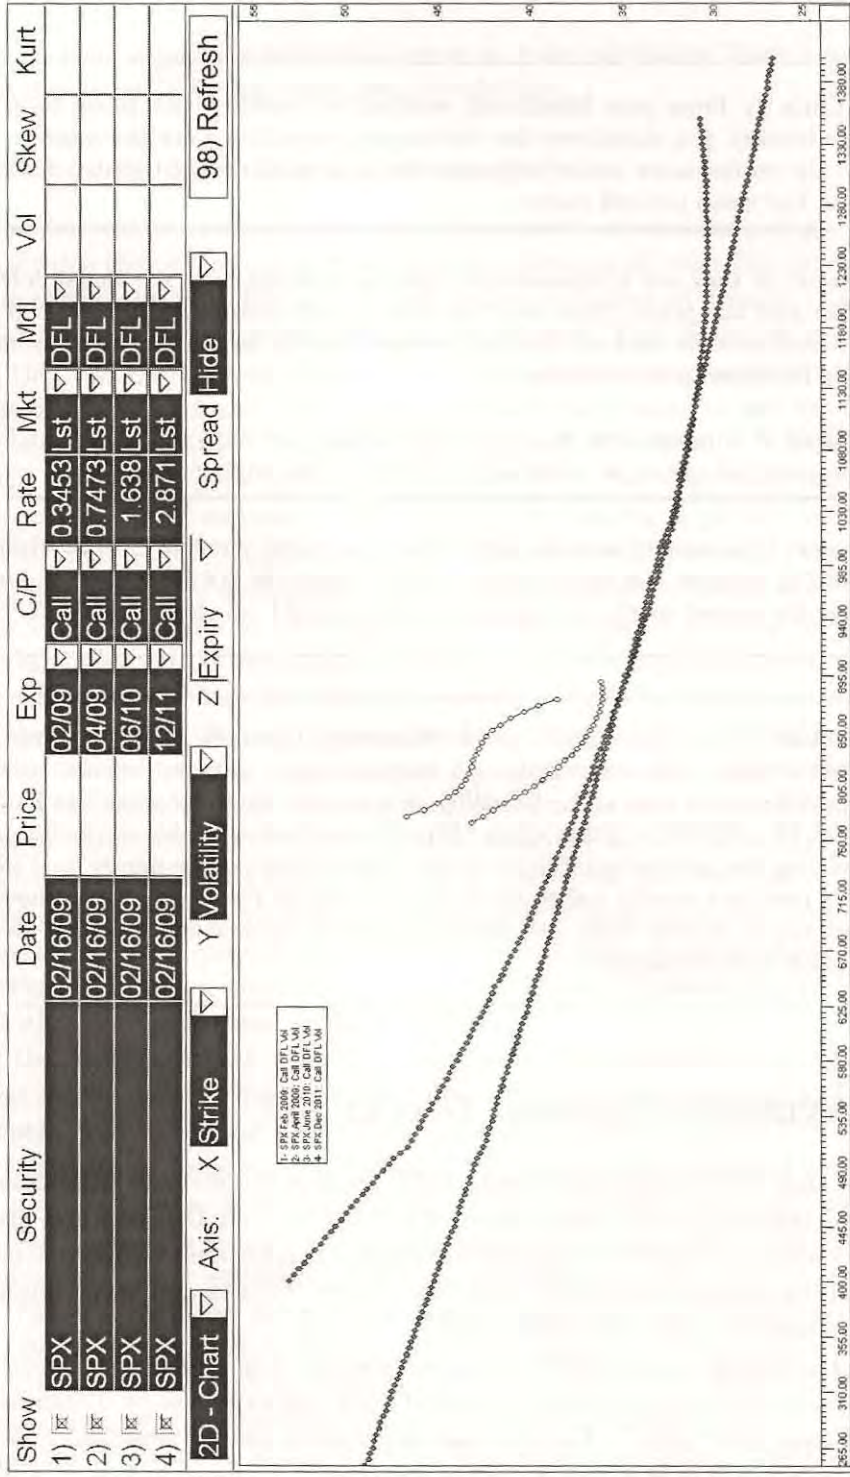 Show Security Date Price Exp C/P Rate Mkt Mdl Vol Skew Kurt
1) SPX 02/16/09 02/09 Call 0.3453 Lst DFL
2) SPX 02/16/09 04/09 Call 0.7473 Lst DFL
3) SPX 02/16/09 06/10 Call 1.638 Lst DFL
4) SPX 02/16/09 12/11 Call 2.871 Lst DFL
2D - Chart Axis: X Strike Y Volatility Z Expiry Spread Hide 98) Refresh
1- SPX Feb 2009: Call DFL Vol
2- SPX April 2009: Call DFL Vol
3- SPX June 2010: Call DFL Vol
4- SPX Dec 2011: Call DFL Vol
55
50
45
40
35
30
25
265.00 310.00 355.00 400.00 445.00 490.00 535.00 580.00 625.00 670.00 715.00 760.00 805.00 850.00 895.00 940.00 985.00 1030.00 1080.00 1130.00 1180.00 1230.00 1280.00 1330.00 1380.00